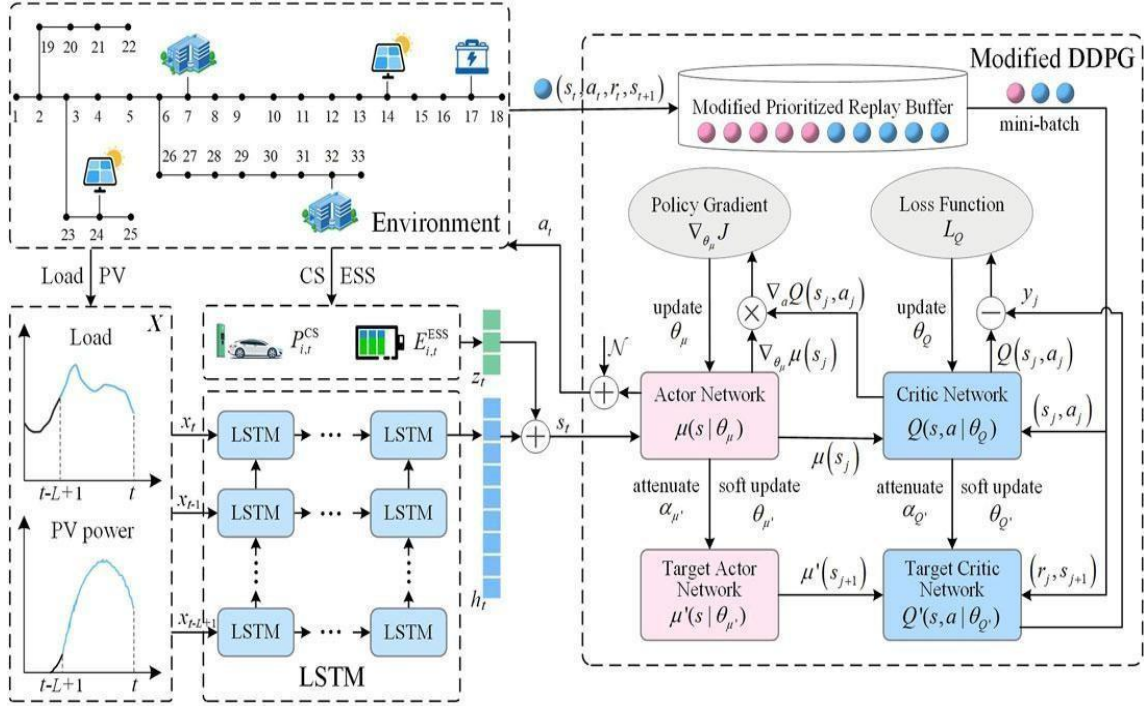 19 20 21 22
1 2 3 4 5 6 7 8 9 10 11 12 13 14 15 16 17 18
26 27 28 29 30 31 32 33
23 24 25
Environment
(s_t, a_t, r_t, s_{t+1})
Modified DDPG
Modified Prioritized Replay Buffer
mini-batch
Load PV
CS ESS
a_t
Policy Gradient
∇_{θ_μ} J
Loss Function
L_Q
update
θ_μ
∇_a Q(s_j, a_j)
∇_{θ_μ} μ(s_j)
update
θ_Q
y_j
Q(s_j, a_j)
X
Load
t-L+1
t
PV power
t-L+1
t
P_{i,t}^{CS}
E_{i,t}^{ESS}
z_t
𝒩
x_t
x_{t-1}
x_{t-L+1}
LSTM ··· LSTM
LSTM ··· LSTM
LSTM ··· LSTM
h_t
LSTM
s_t
Actor Network
μ(s|θ_μ)
μ(s_j)
Critic Network
Q(s,a|θ_Q)
(s_j, a_j)
attenuate
α_{μ'}
soft update
θ_{μ'}
attenuate
α_{Q'}
soft update
θ_{Q'}
Target Actor
Network
μ'(s|θ_{μ'})
μ'(s_{j+1})
Target Critic
Network
Q'(s,a|θ_{Q'})
(r_j, s_{j+1})